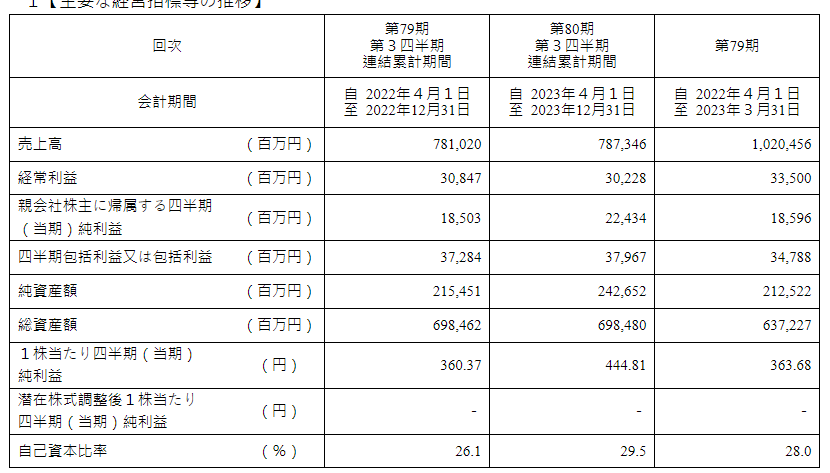 １【主要な経営指標等の推移】
回次 第79期 第３四半期 連結累計期間 第80期 第３四半期 連結累計期間 第79期
会計期間 自 2022年４月１日 至 2022年12月31日 自 2023年４月１日 至 2023年12月31日 自 2022年４月１日 至 2023年３月31日
売上高 （百万円） 781,020 787,346 1,020,456
経常利益 （百万円） 30,847 30,228 33,500
親会社株主に帰属する四半期（当期）純利益 （百万円） 18,503 22,434 18,596
四半期包括利益又は包括利益 （百万円） 37,284 37,967 34,788
純資産額 （百万円） 215,451 242,652 212,522
総資産額 （百万円） 698,462 698,480 637,227
１株当たり四半期（当期）純利益 （円） 360.37 444.81 363.68
潜在株式調整後１株当たり四半期（当期）純利益 （円） - - -
自己資本比率 （％） 26.1 29.5 28.0